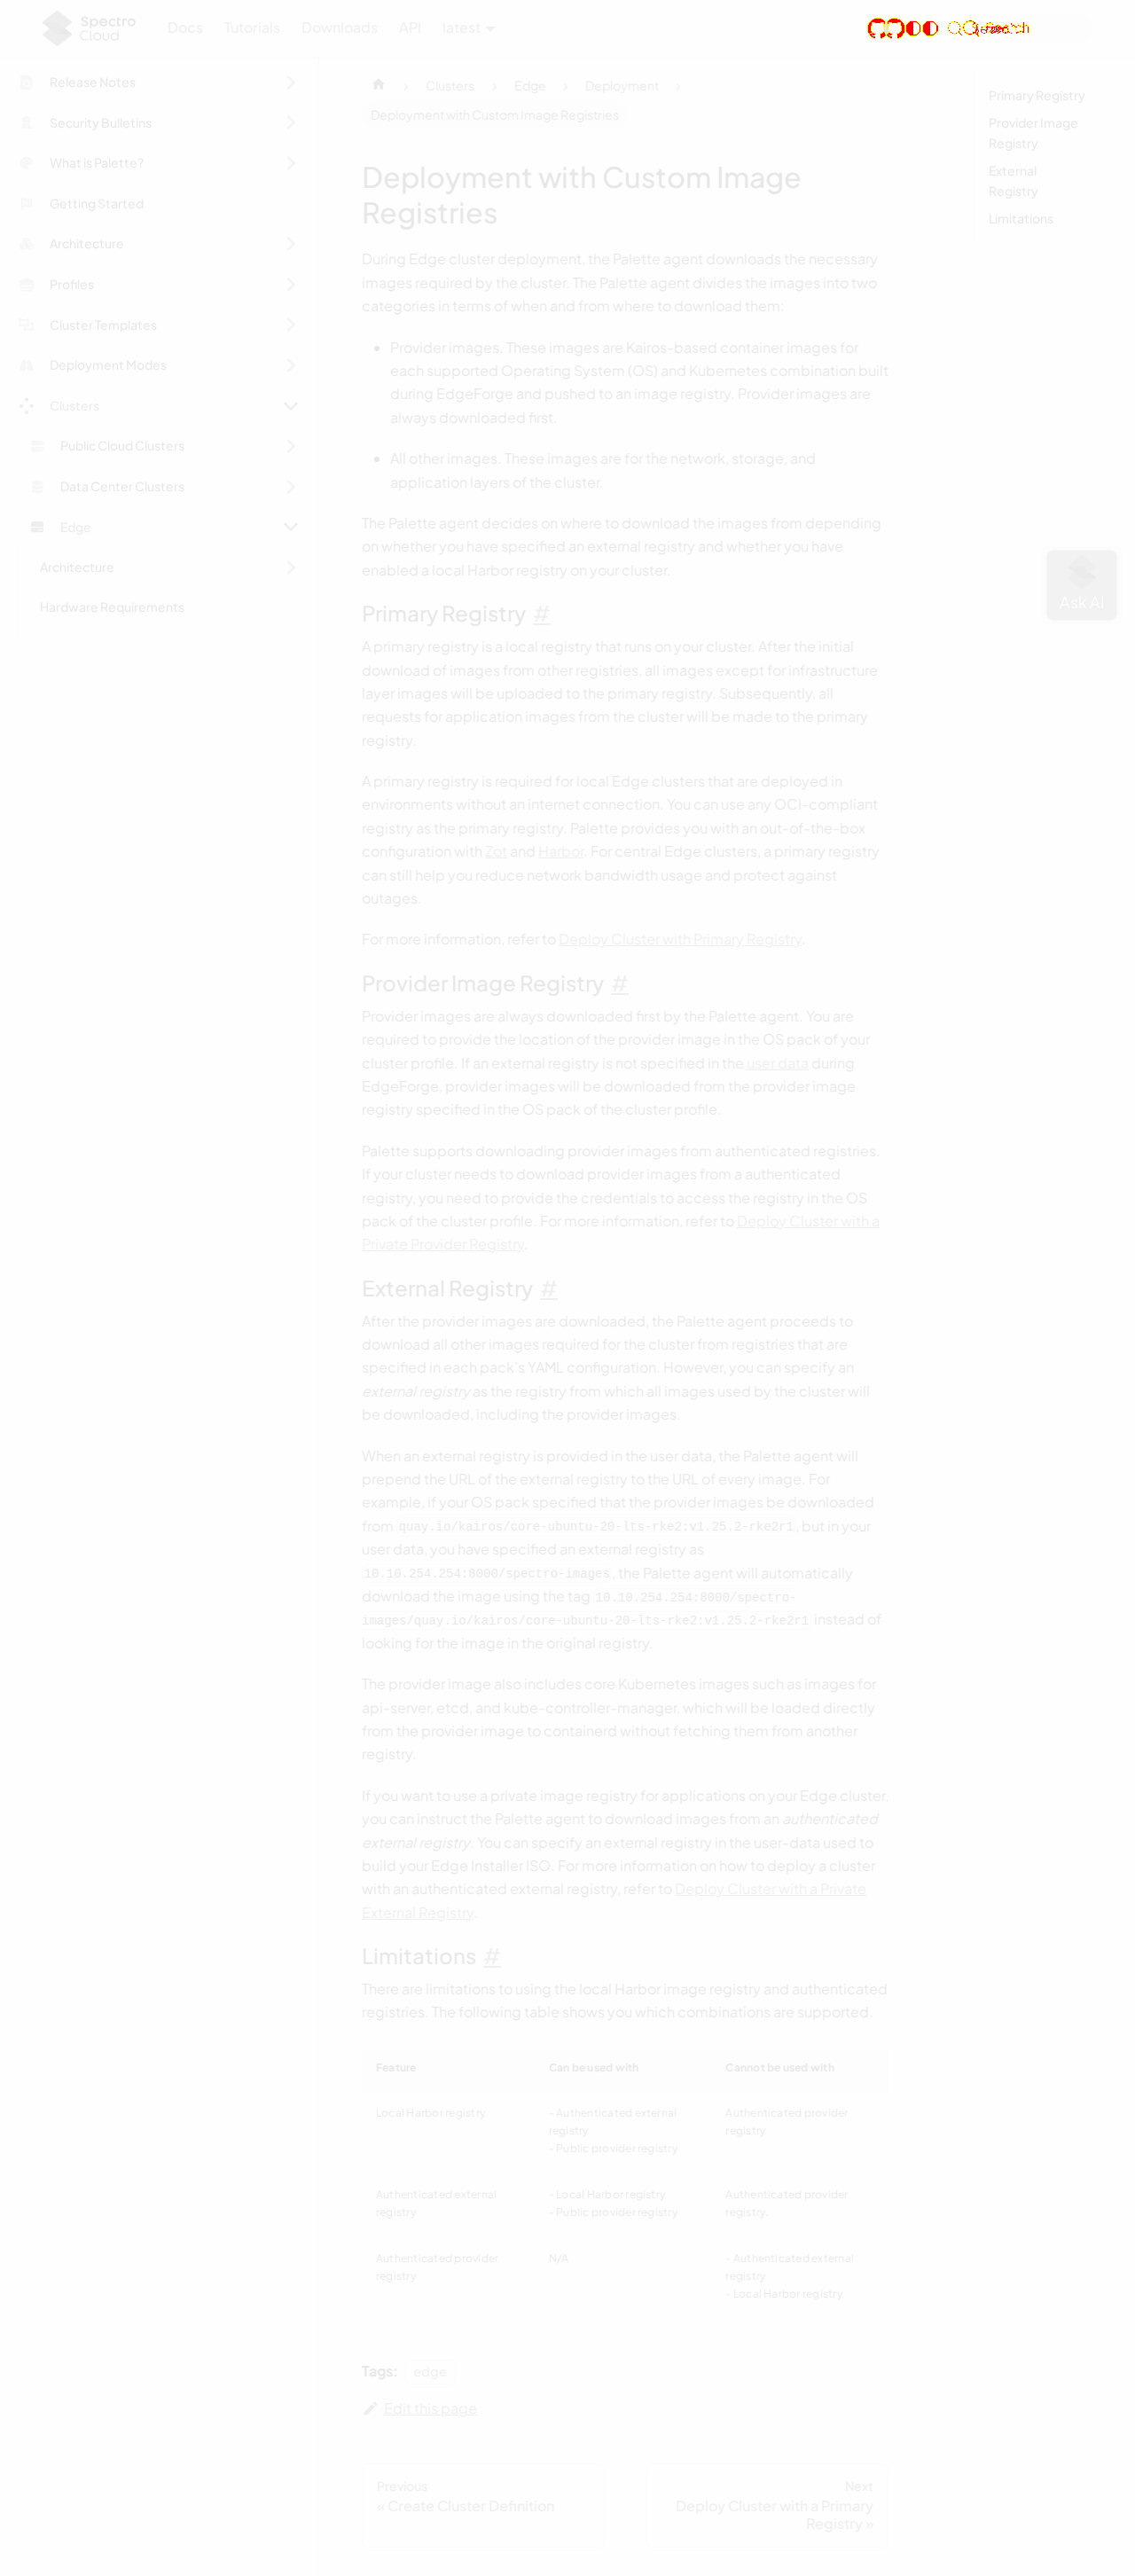 Spectro
Cloud
Docs
Tutorials
Downloads
API
latest
Release Notes
Security Bulletins
What is Palette?
Getting Started
Architecture
Profiles
Cluster Templates
Deployment Modes
Clusters
Public Cloud Clusters
Data Center Clusters
Edge
Architecture
Hardware Requirements
Clusters
Edge
Deployment
Deployment with Custom Image Registries
Deployment with Custom Image
Registries
During Edge cluster deployment, the Palette agent downloads the necessary
images required by the cluster. The Palette agent divides the images into two
categories in terms of when and from where to download them:
Provider images. These images are Kairos-based container images for
each supported Operating System (OS) and Kubernetes combination built
during EdgeForge and pushed to an image registry. Provider images are
always downloaded first.
All other images. These images are for the network, storage, and
application layers of the cluster.
The Palette agent decides on where to download the images from depending
on whether you have specified an external registry and whether you have
enabled a local Harbor registry on your cluster.
Primary Registry #
A primary registry is a local registry that runs on your cluster. After the initial
download of images from other registries, all images except for infrastructure
layer images will be uploaded to the primary registry. Subsequently, all
requests for application images from the cluster will be made to the primary
registry.
A primary registry is required for local Edge clusters that are deployed in
environments without an internet connection. You can use any OCI-compliant
registry as the primary registry. Palette provides you with an out-of-the-box
configuration with Zot and Harbor. For central Edge clusters, a primary registry
can still help you reduce network bandwidth usage and protect against
outages.
For more information, refer to Deploy Cluster with Primary Registry.
Provider Image Registry #
Provider images are always downloaded first by the Palette agent. You are
required to provide the location of the provider image in the OS pack of your
cluster profile. If an external registry is not specified in the user data during
EdgeForge, provider images will be downloaded from the provider image
registry specified in the OS pack of the cluster profile.
Palette supports downloading provider images from authenticated registries.
If your cluster needs to download provider images from a authenticated
registry, you need to provide the credentials to access the registry in the OS
pack of the cluster profile. For more information, refer to Deploy Cluster with a
Private Provider Registry.
External Registry #
After the provider images are downloaded, the Palette agent proceeds to
download all other images required for the cluster from registries that are
specified in each pack's YAML configuration. However, you can specify an
external registry as the registry from which all images used by the cluster will
be downloaded, including the provider images.
When an external registry is provided in the user data, the Palette agent will
prepend the URL of the external registry to the URL of every image. For
example, if your OS pack specified that the provider images be downloaded
from quay.io/kairos/core-ubuntu-20-lts-rke2:v1.25.2-rke2r1, but in your
user data, you have specified an external registry as
10.10.254.254:8000/spectro-images, the Palette agent will automatically
download the image using the tag 10.10.254.254:8000/spectro-
images/quay.io/kairos/core-ubuntu-20-lts-rke2:v1.25.2-rke2r1 instead of
looking for the image in the original registry.
The provider image also includes core Kubernetes images such as images for
api-server, etcd, and kube-controller-manager, which will be loaded directly
from the provider image to containerd without fetching them from another
registry.
If you want to use a private image registry for applications on your Edge cluster,
you can instruct the Palette agent to download images from an authenticated
external registry. You can specify an external registry in the user-data used to
build your Edge Installer ISO. For more information on how to deploy a cluster
with an authenticated external registry, refer to Deploy Cluster with a Private
External Registry.
Limitations #
There are limitations to using the local Harbor image registry and authenticated
registries. The following table shows you which combinations are supported.
Feature
Can be used with
Cannot be used with
Local Harbor registry
- Authenticated external
registry
- Public provider registry
Authenticated provider
registry
Authenticated external
registry
- Local Harbor registry
- Public provider registry
Authenticated provider
registry.
Authenticated provider
registry
N/A
- Authenticated external
registry
- Local Harbor registry
Tags:
edge
Edit this page
Previous
« Create Cluster Definition
Next
Deploy Cluster with a Primary
Registry »
Primary Registry
Provider Image
Registry
External
Registry
Limitations
Ask AI